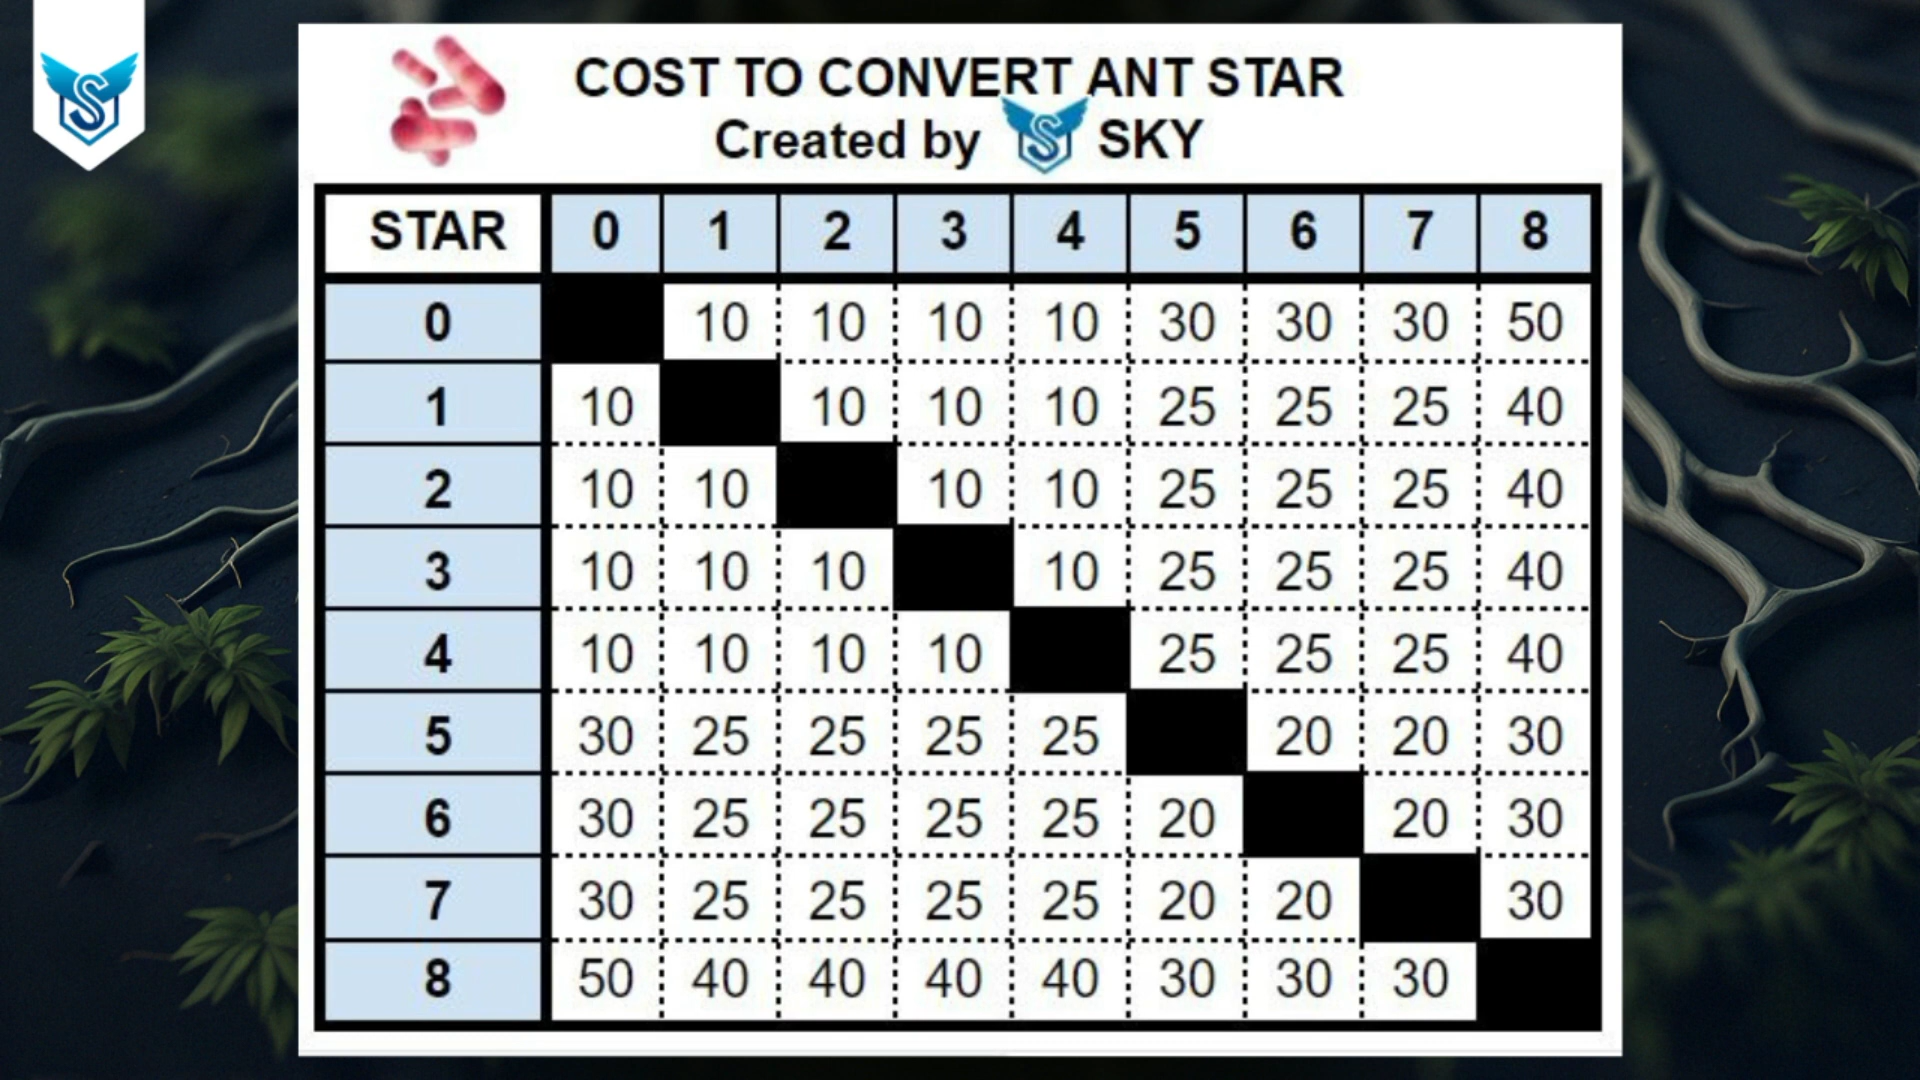 COST TO CONVERT ANT STAR
Created by S SKY
STAR 0 1 2 3 4 5 6 7 8
0 10 10 10 10 30 30 30 50
1 10 10 10 10 25 25 25 40
2 10 10 10 10 25 25 25 40
3 10 10 10 10 25 25 25 40
4 10 10 10 10 25 25 25 40
5 30 25 25 25 25 20 20 30
6 30 25 25 25 25 20 20 30
7 30 25 25 25 25 20 20 30
8 50 40 40 40 40 30 30 30